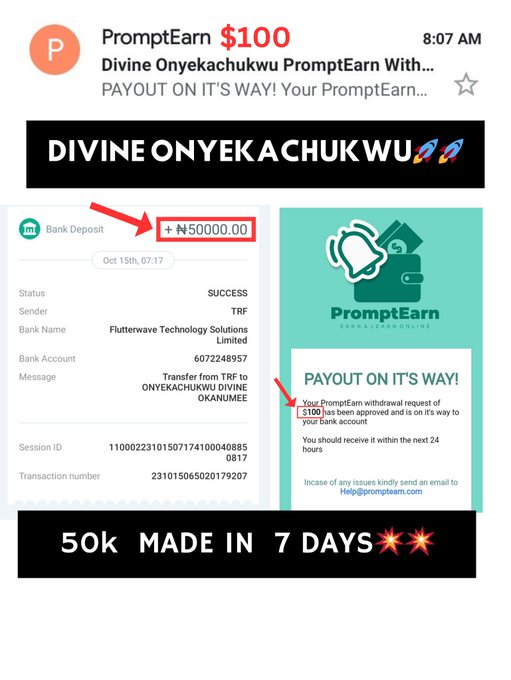 P
PromptEarn $100
8:07 AM
Divine Onyekachukwu PromptEarn With...
PAYOUT ON IT'S WAY! Your PromptEarn...
DIVINE ONYEKACHUKWU🚀🚀
Bank Deposit
+ ₦50000.00
Oct 15th, 07:17
Status SUCCESS
Sender TRF
Bank Name Flutterwave Technology Solutions
Limited
Bank Account 6072248957
Message Transfer from TRF to
ONYEKACHUKWU DIVINE
OKANUMEE
Session ID 11000223101507174100040885
0817
Transaction number 231015065020179207
PromptEarn
EARN & LEARN ONLINE
PAYOUT ON IT'S WAY!
Your PromptEarn withdrawal request of
$100 has been approved and is on it's way to
your bank account
You should receive it within the next 24
hours
Incase of any issues kindly send an email to
Help@promptearn.com
50k MADE IN 7 DAYS💥💥